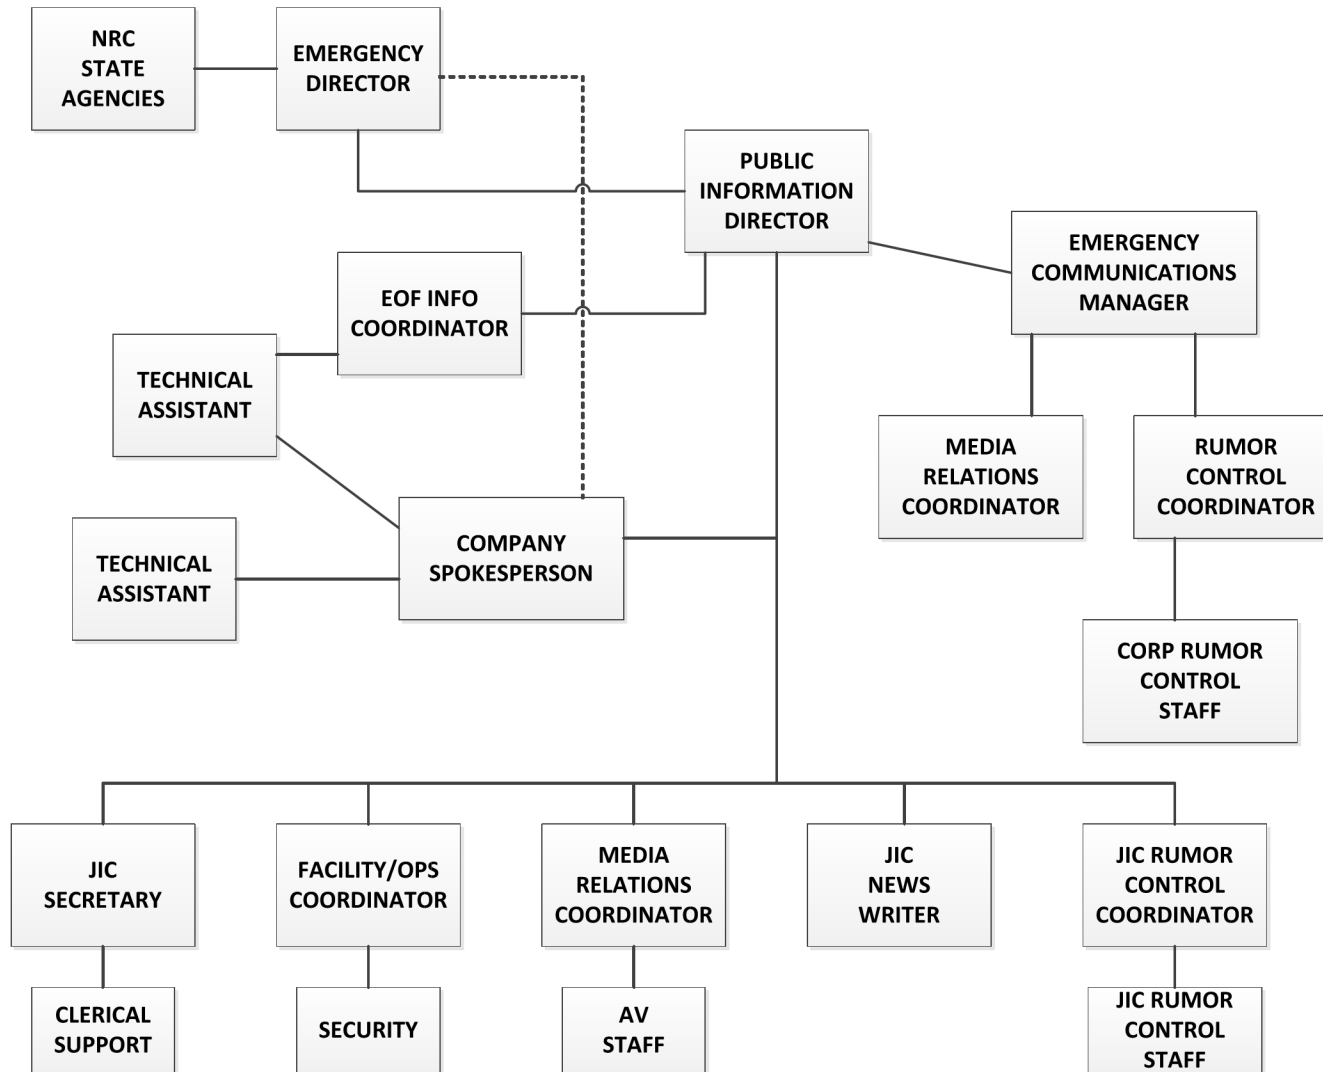 NRC
STATE
AGENCIES
EMERGENCY
DIRECTOR
PUBLIC
INFORMATION
DIRECTOR
EMERGENCY
COMMUNICATIONS
MANAGER
EOF INFO
COORDINATOR
TECHNICAL
ASSISTANT
MEDIA
RELATIONS
COORDINATOR
RUMOR
CONTROL
COORDINATOR
COMPANY
SPOKESPERSON
TECHNICAL
ASSISTANT
CORP RUMOR
CONTROL
STAFF
JIC
SECRETARY
FACILITY/OPS
COORDINATOR
MEDIA
RELATIONS
COORDINATOR
JIC
NEWS
WRITER
JIC RUMOR
CONTROL
COORDINATOR
CLERICAL
SUPPORT
SECURITY
AV
STAFF
JIC RUMOR
CONTROL
STAFF